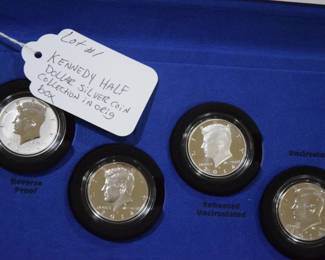 Lot #1
KENNEDY HALF
DOLLAR SILVER COIN
COLLECTION IN ORIG
box
Reverse
Proof
Enhanced
Uncirculated
Uncirculated